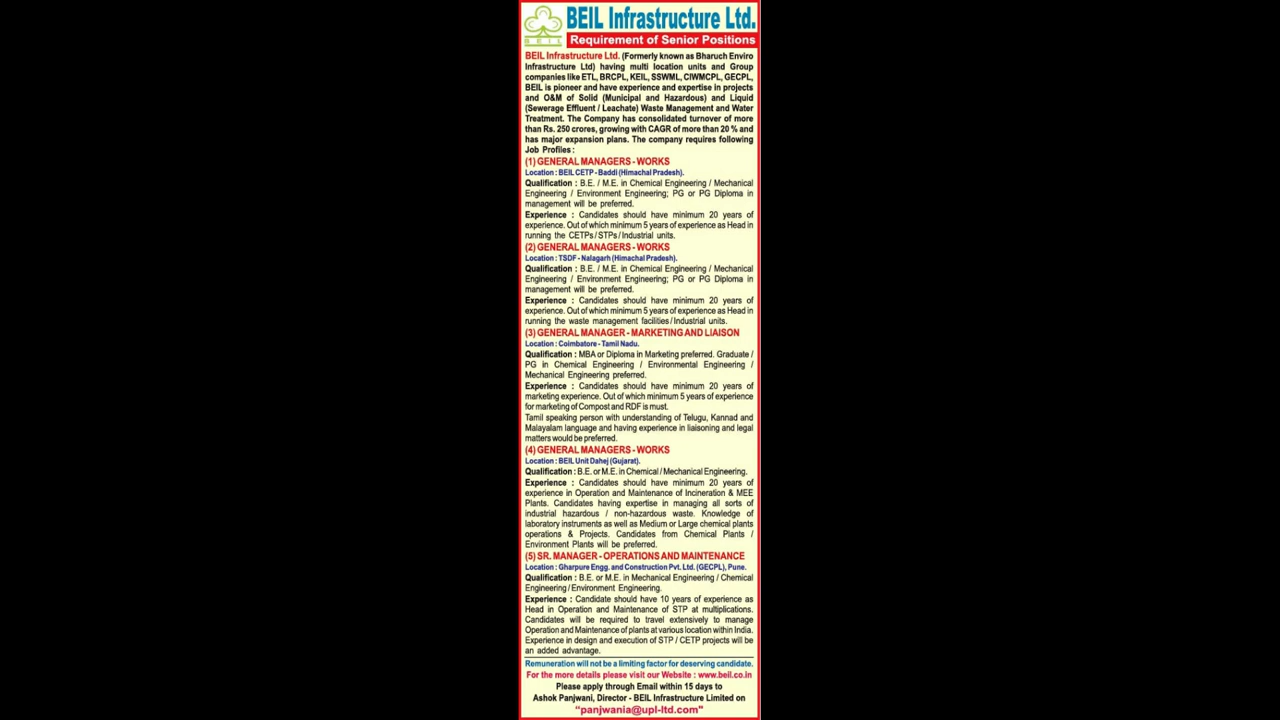 BEIL
BEIL Infrastructure Ltd.
Requirement of Senior Positions
BEIL Infrastructure Ltd. (Formerly known as Bharuch Enviro
Infrastructure Ltd) having multi location units and Group
companies like ETL, BRCPL, KEIL, SSWML, CIWMCPL, GECPL,
BEIL is pioneer and have experience and expertise in projects
and O&M of Solid (Municipal and Hazardous) and Liquid
(Sewerage Effluent / Leachate) Waste Management and Water
Treatment. The Company has consolidated turnover of more
than Rs. 250 crores, growing with CAGR of more than 20 % and
has major expansion plans. The company requires following
Job Profiles :
(1) GENERAL MANAGERS - WORKS
Location : BEIL CETP - Baddi (Himachal Pradesh).
Qualification : B.E. / M.E. in Chemical Engineering / Mechanical
Engineering / Environment Engineering; PG or PG Diploma in
management will be preferred.
Experience : Candidates should have minimum 20 years of
experience. Out of which minimum 5 years of experience as Head in
running the CETPs / STPs / Industrial units.
(2) GENERAL MANAGERS - WORKS
Location : TSDF - Nalagarh (Himachal Pradesh).
Qualification : B.E. / M.E. in Chemical Engineering / Mechanical
Engineering / Environment Engineering; PG or PG Diploma in
management will be preferred.
Experience : Candidates should have minimum 20 years of
experience. Out of which minimum 5 years of experience as Head in
running the waste management facilities / Industrial units.
(3) GENERAL MANAGER - MARKETING AND LIAISON
Location : Coimbatore - Tamil Nadu.
Qualification : MBA or Diploma in Marketing preferred. Graduate /
PG in Chemical Engineering / Environmental Engineering /
Mechanical Engineering preferred.
Experience : Candidates should have minimum 20 years of
marketing experience. Out of which minimum 5 years of experience
for marketing of Compost and RDF is must.
Tamil speaking person with understanding of Telugu, Kannad and
Malayalam language and having experience in liaisoning and legal
matters would be preferred.
(4) GENERAL MANAGERS - WORKS
Location : BEIL Unit Dahej (Gujarat).
Qualification : B.E. or M.E. in Chemical / Mechanical Engineering.
Experience : Candidates should have minimum 20 years of
experience in Operation and Maintenance of Incineration & MEE
Plants. Candidates having expertise in managing all sorts of
industrial hazardous / non-hazardous waste. Knowledge of
laboratory instruments as well as Medium or Large chemical plants
operations & Projects. Candidates from Chemical Plants /
Environment Plants will be preferred.
(5) SR. MANAGER - OPERATIONS AND MAINTENANCE
Location : Gharpure Engg. and Construction Pvt. Ltd. (GECPL), Pune.
Qualification : B.E. or M.E. in Mechanical Engineering / Chemical
Engineering / Environment Engineering.
Experience : Candidate should have 10 years of experience as
Head in Operation and Maintenance of STP at multiplications.
Candidates will be required to travel extensively to manage
Operation and Maintenance of plants at various location within India.
Experience in design and execution of STP / CETP projects will be
an added advantage.
Remuneration will not be a limiting factor for deserving candidate.
For the more details please visit our Website : www.beil.co.in
Please apply through Email within 15 days to
Ashok Panjwani, Director - BEIL Infrastructure Limited on
"panjwania@upl-ltd.com"